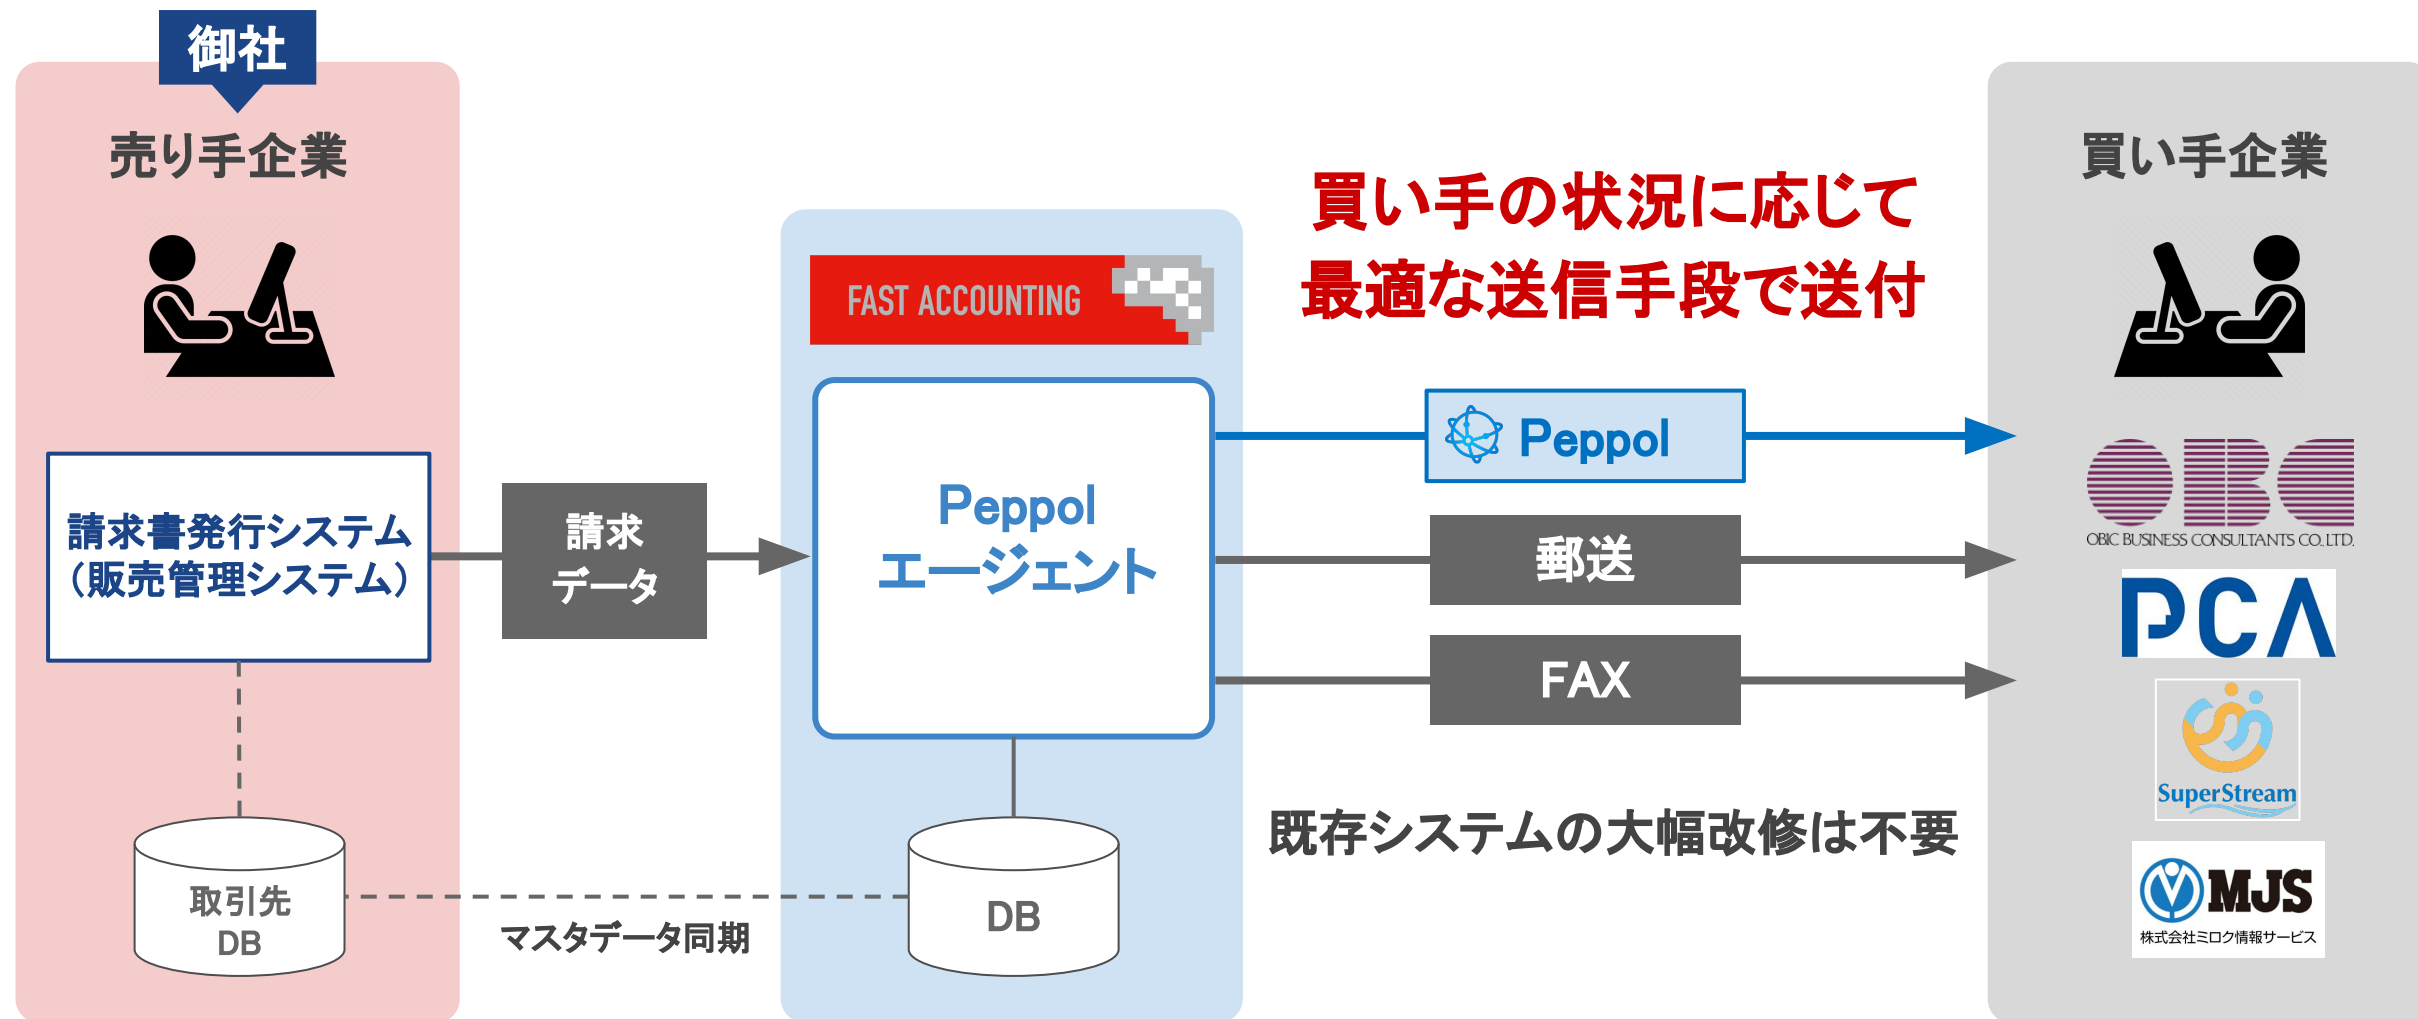 御社
売り手企業
請求書発行システム
（販売管理システム）
取引先
DB
請求
データ
マスタデータ同期
FAST ACCOUNTING
Peppol
エージェント
DB
買い手の状況に応じて
最適な送信手段で送付
Peppol
郵送
FAX
既存システムの大幅改修は不要
買い手企業
OBC
OBIC BUSINESS CONSULTANTS CO., LTD.
PCA
SuperStream
MJS
株式会社ミロク情報サービス